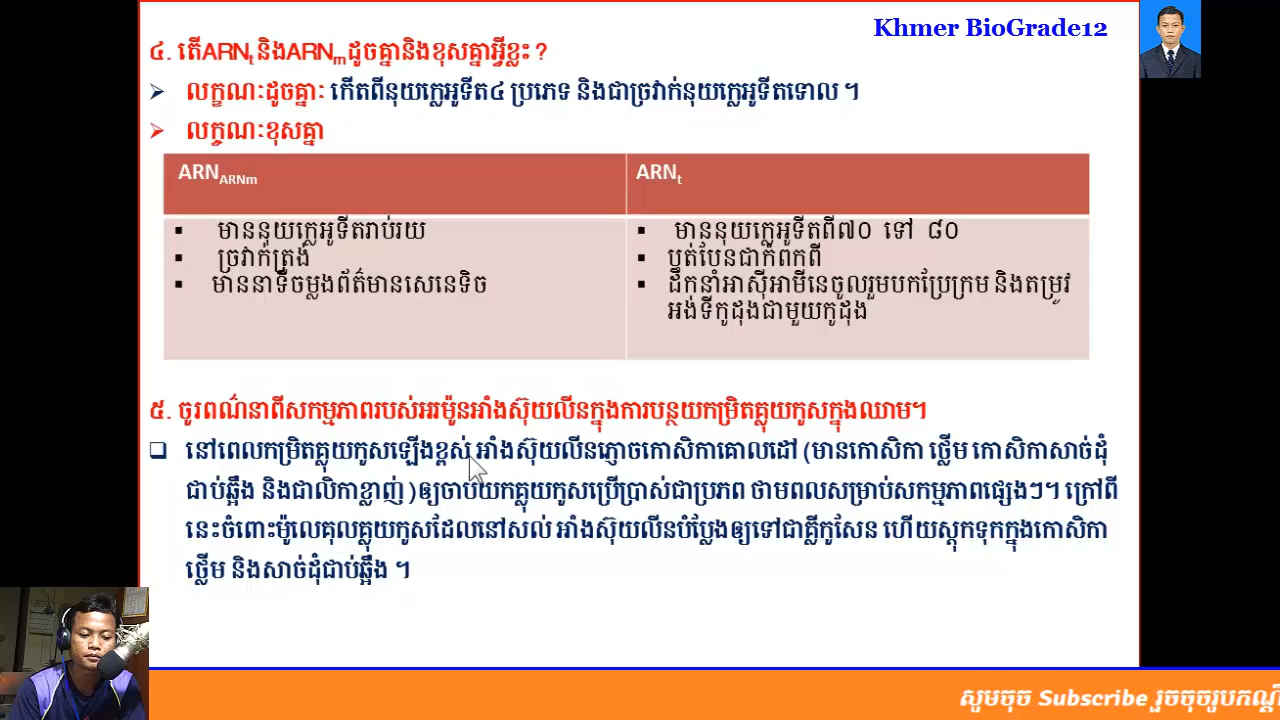 Khmer BioGrade12
៤. តើARNt និងARNmដូចគ្នានិងខុសគ្នាអ្វីខ្លះ ?
➢ លក្ខណៈដូចគ្នាៈ កើតពីនុយក្លេអូទីត៤ ប្រភេទ និងជាច្រវាក់នុយក្លេអូទីតទោល ។
➢ លក្ខណៈខុសគ្នា
ARNARNm
ARNt
▪ មាននុយក្លេអូទីតរាប់រយ
▪ ច្រវាក់ត្រង់
▪ មាននាទីចម្លងព័ត៌មានសេនេទិច
▪ មាននុយក្លេអូទីតពី៧០ ទៅ ៨០
▪ បត់បែនជាកំពកពី
▪ ដឹកនាំអាស៊ីអាមីនេចូលរួមបកប្រែក្រម និងតម្រូវ
អង់ទីកូដុងជាមួយកូដុង
៥. ចូរពណ៌នាពីសកម្មភាពរបស់អរម៉ូនអាំងស៊ុយលីនក្នុងការបន្ថយកម្រិតគ្លុយកូសក្នុងឈាម។
❑ នៅពេលកម្រិតគ្លុយកូសឡើងខ្ពស់ អាំងស៊ុយលីនភ្ញោចកោសិកាគោលដៅ (មានកោសិកា ថ្លើម កោសិកាសាច់ដុំ
ជាប់ឆ្អឹង និងជាលិកាខ្លាញ់ )ឲ្យចាប់យកគ្លុយកូសប្រើប្រាស់ជាប្រភព ថាមពលសម្រាប់សកម្មភាពផ្សេងៗ។ ក្រៅពី
នេះចំពោះម៉ូលេគុលគ្លុយកូសដែលនៅសល់ អាំងស៊ុយលីនបំប្លែងឲ្យទៅជាគ្លីកូសែន ហើយស្តុកទុកក្នុងកោសិកា
ថ្លើម និងសាច់ដុំជាប់ឆ្អឹង ។
សូមចុច Subscribe រួចចុចរូបកណ្ដឹ